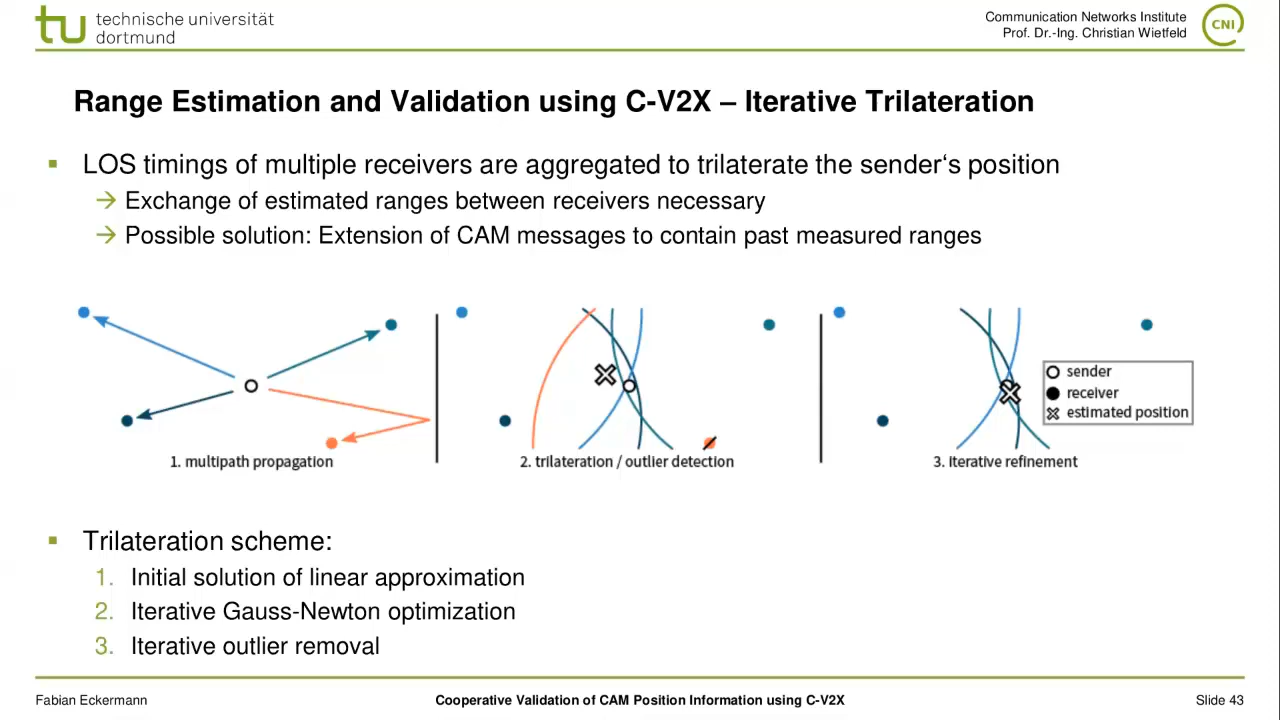 tu technische universität
dortmund
Communication Networks Institute
Prof. Dr.-Ing. Christian Wietfeld
CNI
Range Estimation and Validation using C-V2X – Iterative Trilateration
LOS timings of multiple receivers are aggregated to trilaterate the sender‘s position
→ Exchange of estimated ranges between receivers necessary
→ Possible solution: Extension of CAM messages to contain past measured ranges
sender
receiver
estimated position
1. multipath propagation
2. trilateration / outlier detection
3. iterative refinement
Trilateration scheme:
1. Initial solution of linear approximation
2. Iterative Gauss-Newton optimization
3. Iterative outlier removal
Fabian Eckermann
Cooperative Validation of CAM Position Information using C-V2X
Slide 43